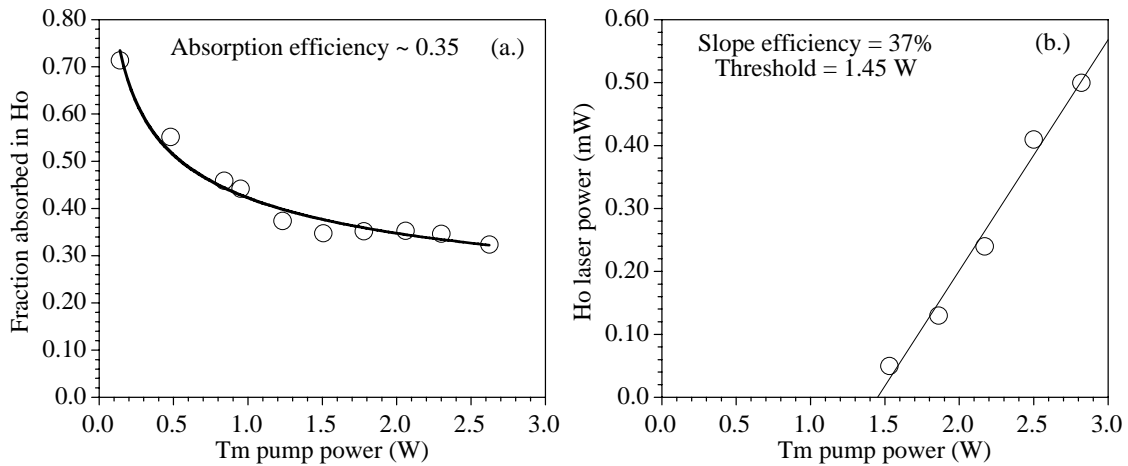 Absorption efficiency ~ 0.35 (a.)
Fraction absorbed in Ho
0.80
0.70
0.60
0.50
0.40
0.30
0.20
0.10
0.0
0.0 0.5 1.0 1.5 2.0 2.5 3.0
Tm pump power (W)
Slope efficiency = 37% (b.)
Threshold = 1.45 W
Ho laser power (mW)
0.60
0.50
0.40
0.30
0.20
0.10
0.0
0.0 0.5 1.0 1.5 2.0 2.5 3.0
Tm pump power (W)